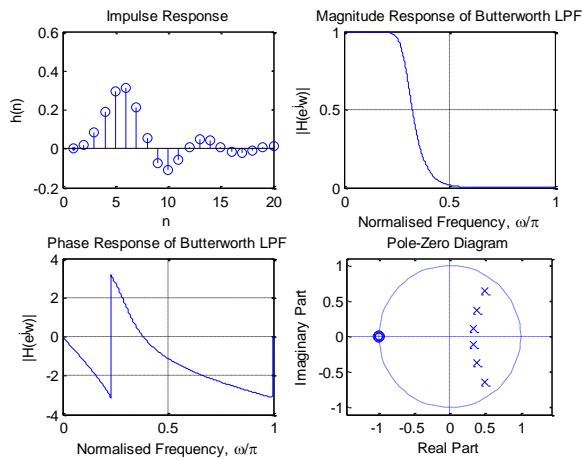 Impulse Response
0.6
0.4
0.2
0
-0.2
h(n)
0
5
10
15
20
n
Magnitude Response of Butterworth LPF
1
0.5
0
|H(e^jw)|
0
0.5
1
Normalised Frequency, ω/π
Phase Response of Butterworth LPF
4
2
0
-2
-4
|H(e^jw)|
0
0.5
1
Normalised Frequency, ω/π
Pole-Zero Diagram
1
0.5
0
-0.5
-1
Imaginary Part
-1
-0.5
0
0.5
1
Real Part